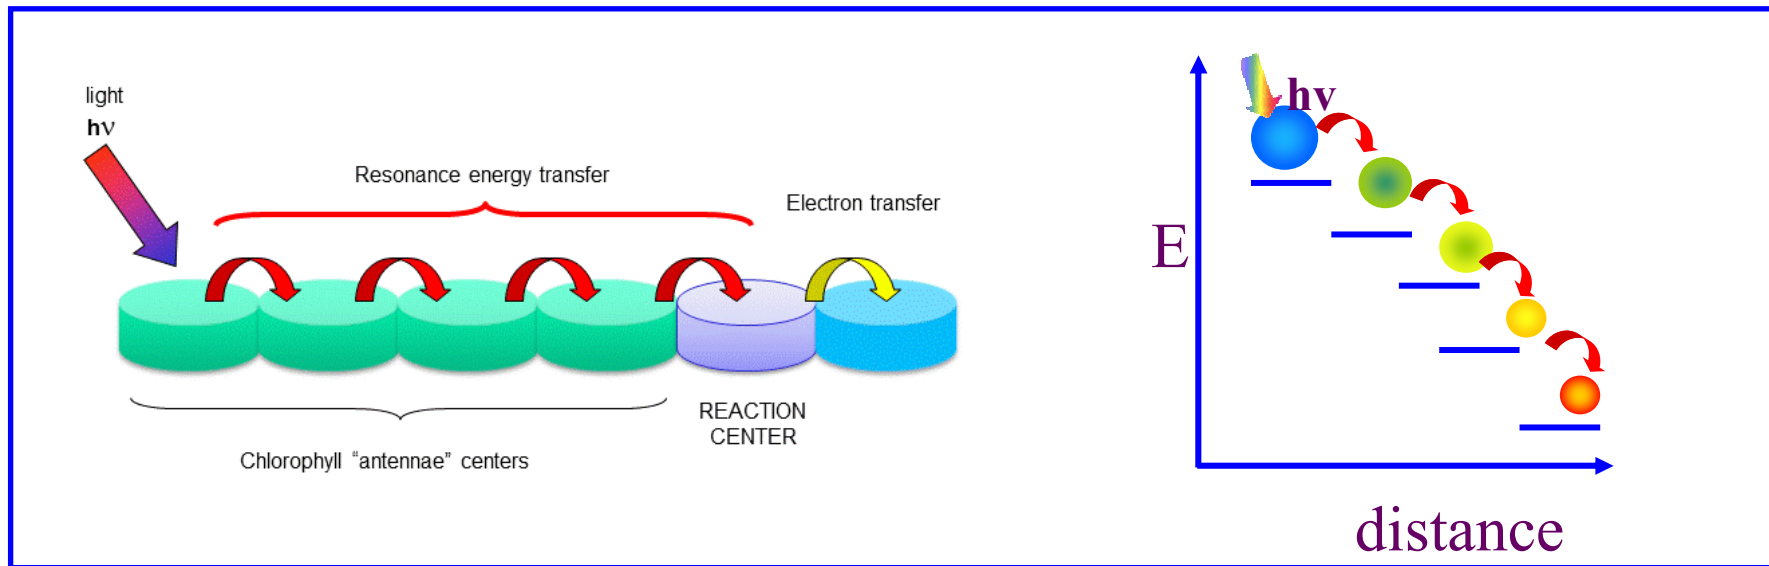 light
hν
Resonance energy transfer
Electron transfer
REACTION
CENTER
Chlorophyll “antennae” centers
hν
E
distance